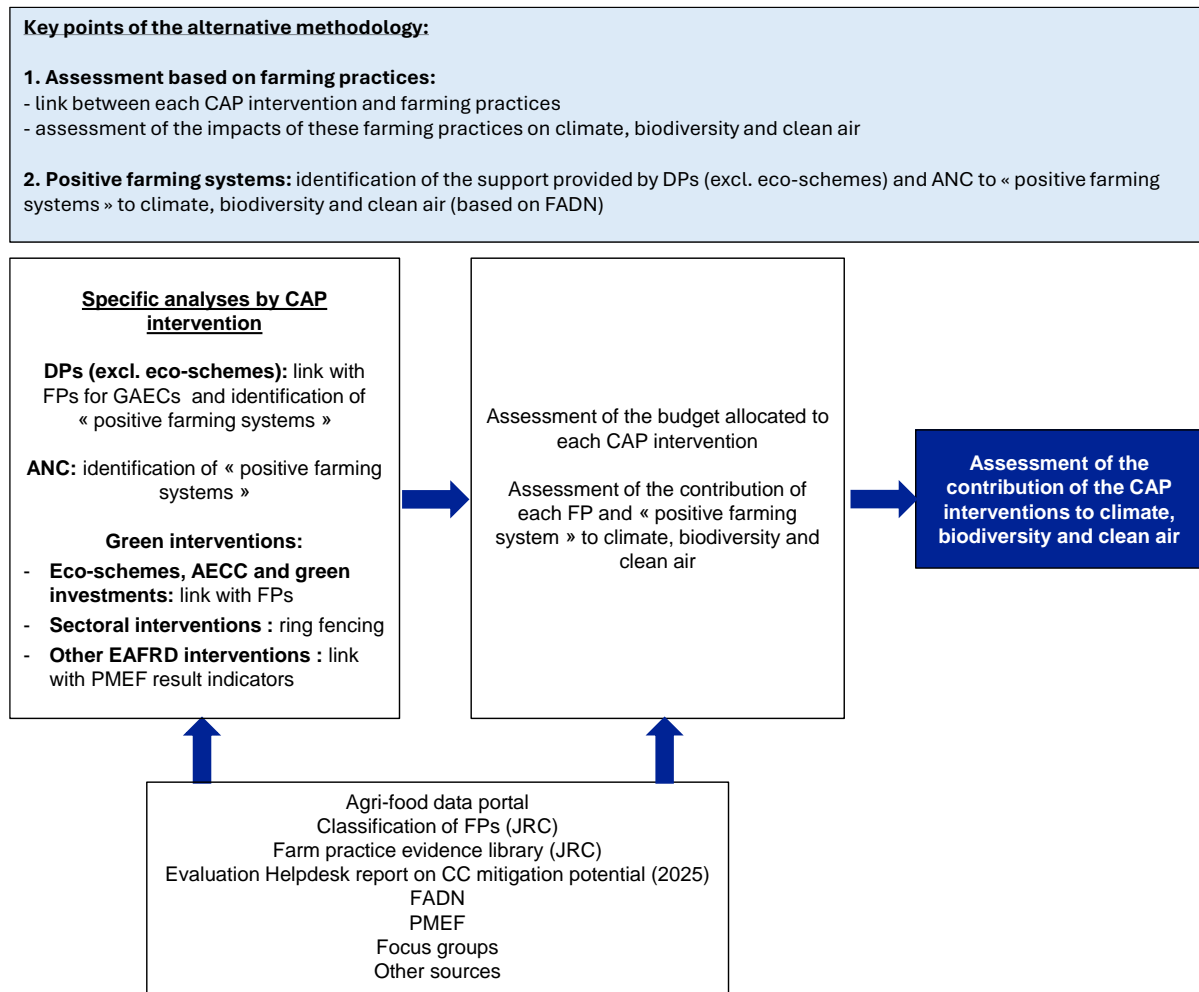 Key points of the alternative methodology:
1. Assessment based on farming practices:
- link between each CAP intervention and farming practices
- assessment of the impacts of these farming practices on climate, biodiversity and clean air
2. Positive farming systems: identification of the support provided by DPs (excl. eco-schemes) and ANC to « positive farming
systems » to climate, biodiversity and clean air (based on FADN)
Specific analyses by CAP
intervention
DPs (excl. eco-schemes): link with
FPs for GAECs and identification of
« positive farming systems »
ANC: identification of « positive farming
systems »
Green interventions:
- Eco-schemes, AECC and green
investments: link with FPs
- Sectoral interventions : ring fencing
- Other EAFRD interventions : link
with PMEF result indicators
Assessment of the budget allocated to
each CAP intervention
Assessment of the contribution of
each FP and « positive farming
system » to climate, biodiversity and
clean air
Assessment of the
contribution of the CAP
interventions to climate,
biodiversity and clean air
Agri-food data portal
Classification of FPs (JRC)
Farm practice evidence library (JRC)
Evaluation Helpdesk report on CC mitigation potential (2025)
FADN
PMEF
Focus groups
Other sources